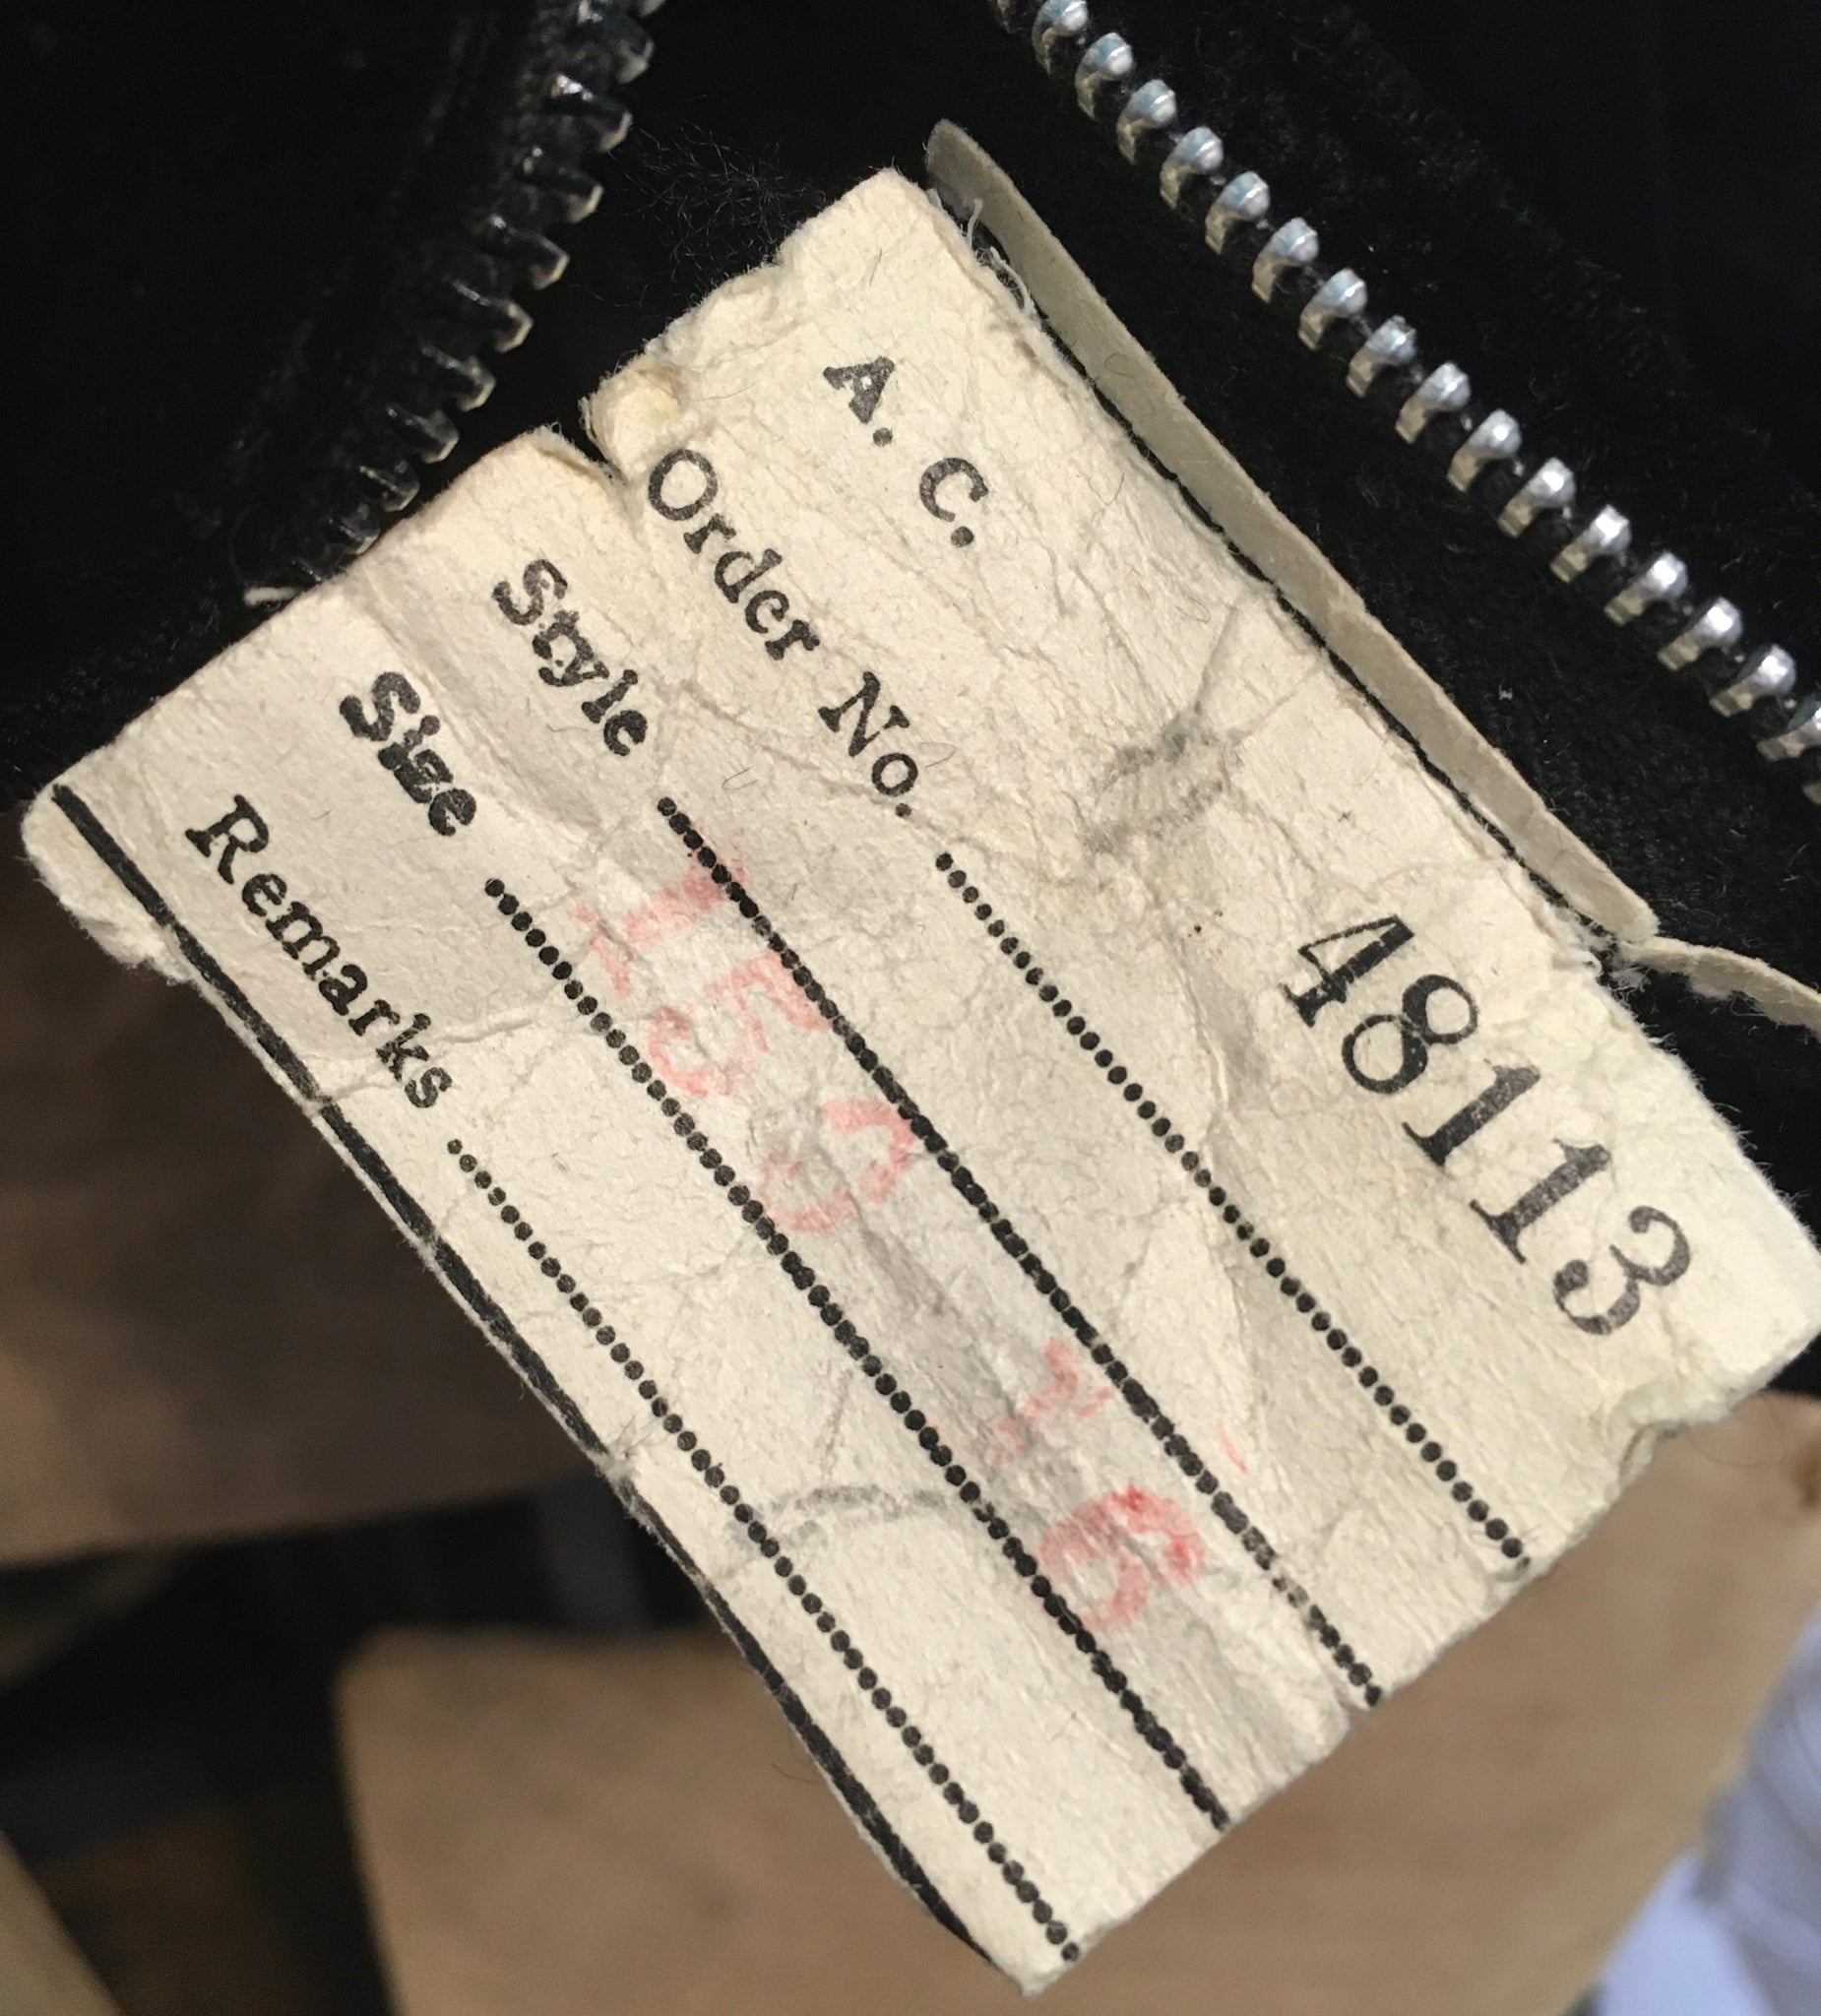 A. C. 48113
Order No.
Style
Size
Remarks